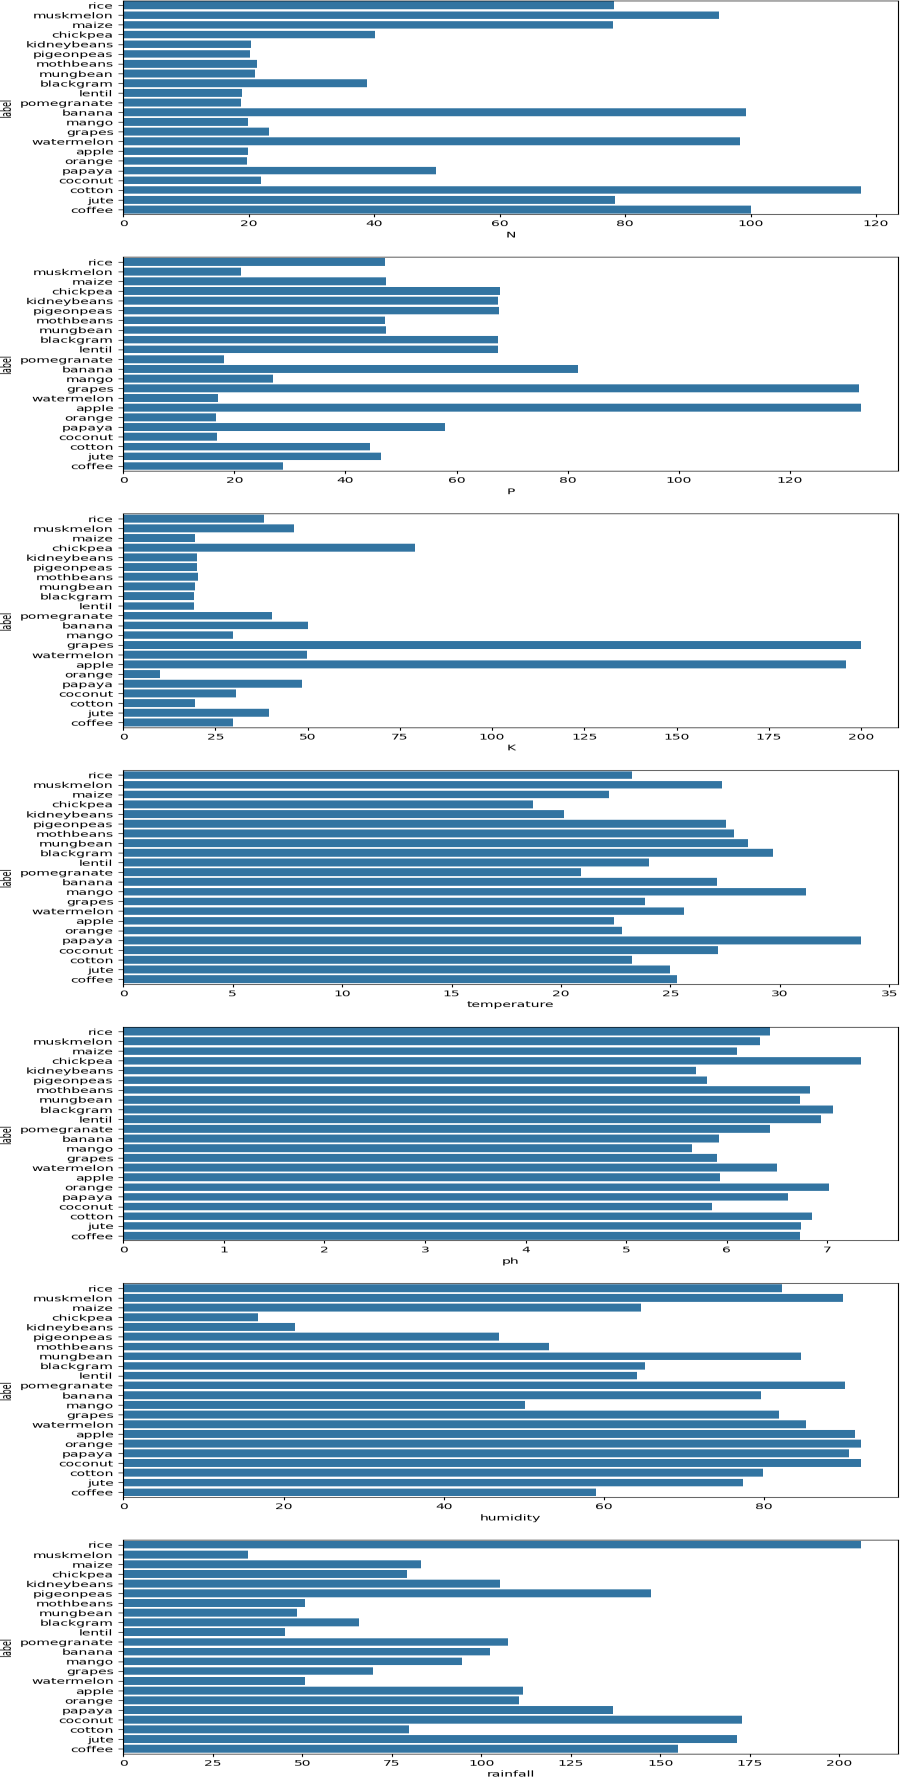 rice
muskmelon
maize
chickpea
kidneybeans
pigeonpeas
mothbeans
mungbean
blackgram
lentil
pomegranate
banana
mango
grapes
watermelon
apple
orange
papaya
coconut
cotton
jute
coffee
label
0 20 40 60 80 100 120
N
rice
muskmelon
maize
chickpea
kidneybeans
pigeonpeas
mothbeans
mungbean
blackgram
lentil
pomegranate
banana
mango
grapes
watermelon
apple
orange
papaya
coconut
cotton
jute
coffee
label
0 20 40 60 80 100 120
P
rice
muskmelon
maize
chickpea
kidneybeans
pigeonpeas
mothbeans
mungbean
blackgram
lentil
pomegranate
banana
mango
grapes
watermelon
apple
orange
papaya
coconut
cotton
jute
coffee
label
0 25 50 75 100 125 150 175 200
K
rice
muskmelon
maize
chickpea
kidneybeans
pigeonpeas
mothbeans
mungbean
blackgram
lentil
pomegranate
banana
mango
grapes
watermelon
apple
orange
papaya
coconut
cotton
jute
coffee
label
0 5 10 15 20 25 30 35
temperature
rice
muskmelon
maize
chickpea
kidneybeans
pigeonpeas
mothbeans
mungbean
blackgram
lentil
pomegranate
banana
mango
grapes
watermelon
apple
orange
papaya
coconut
cotton
jute
coffee
label
0 1 2 3 4 5 6 7
ph
rice
muskmelon
maize
chickpea
kidneybeans
pigeonpeas
mothbeans
mungbean
blackgram
lentil
pomegranate
banana
mango
grapes
watermelon
apple
orange
papaya
coconut
cotton
jute
coffee
label
0 20 40 60 80
humidity
rice
muskmelon
maize
chickpea
kidneybeans
pigeonpeas
mothbeans
mungbean
blackgram
lentil
pomegranate
banana
mango
grapes
watermelon
apple
orange
papaya
coconut
cotton
jute
coffee
label
0 25 50 75 100 125 150 175 200
rainfall